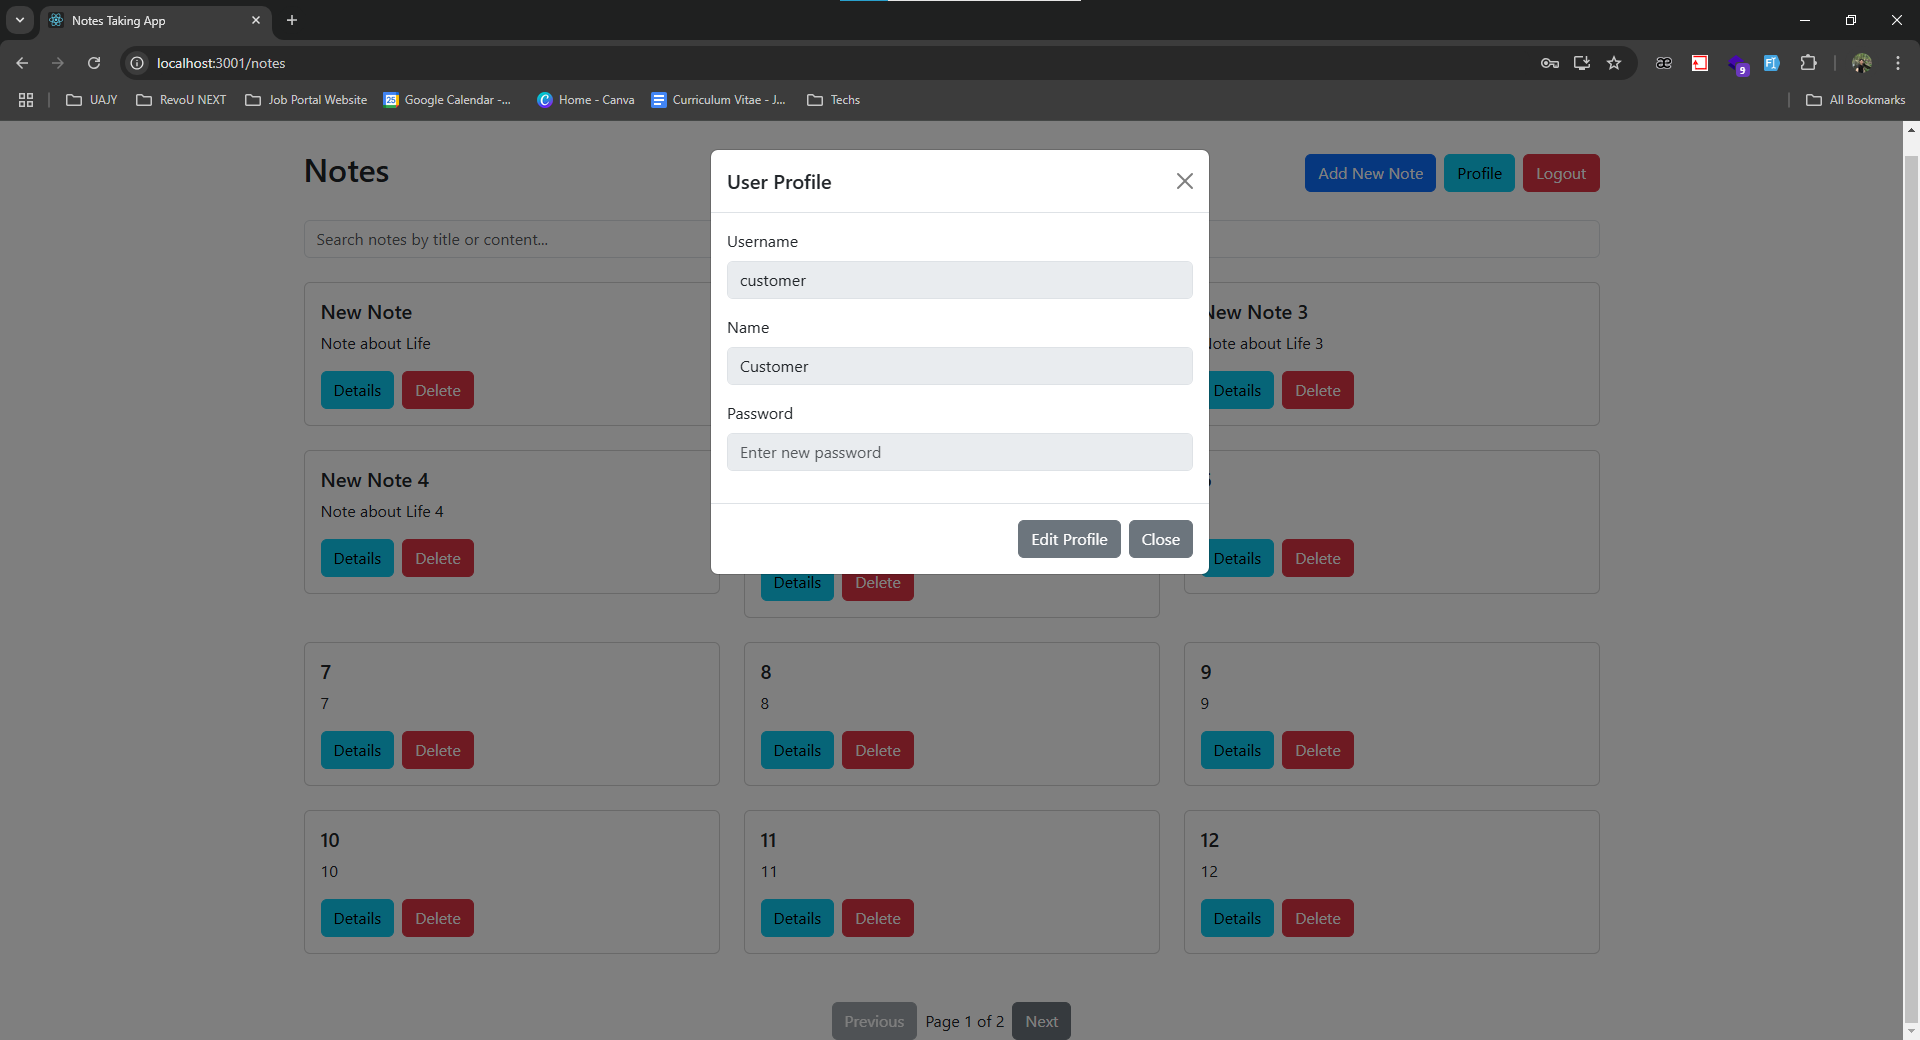 Notes Taking App
localhost:3001/notes
9
UAJY
RevoU NEXT
Job Portal Website
Google Calendar -...
Home - Canva
Curriculum Vitae - J...
Techs
All Bookmarks
Notes
Add New Note
Profile
Logout
Search notes by title or content...
User Profile
Username
customer
Name
Customer
Password
Enter new password
Edit Profile
Close
New Note
Note about Life
Details
Delete
New Note 3
Note about Life 3
Details
Delete
New Note 4
Note about Life 4
Details
Delete
Details
Delete
Details
Delete
7
7
Details
Delete
8
8
Details
Delete
9
9
Details
Delete
10
10
Details
Delete
11
11
Details
Delete
12
12
Details
Delete
Previous
Page 1 of 2
Next